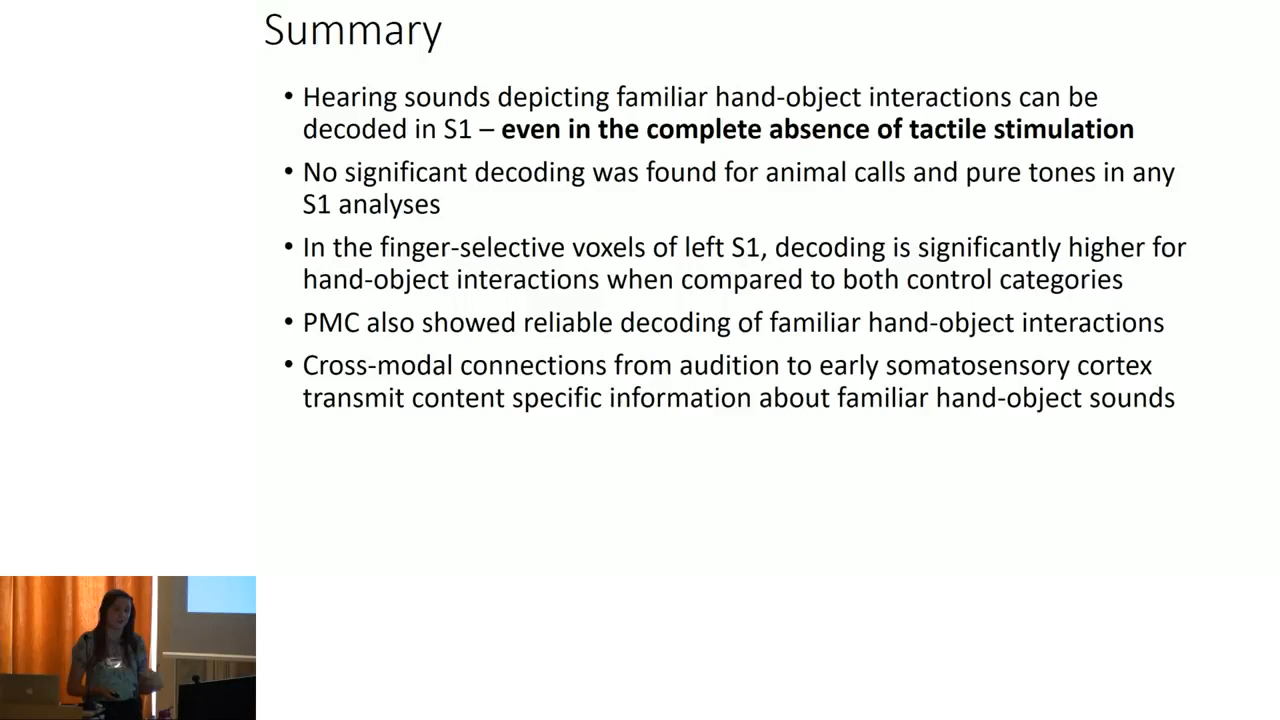 Summary
• Hearing sounds depicting familiar hand-object interactions can be
decoded in S1 – even in the complete absence of tactile stimulation
• No significant decoding was found for animal calls and pure tones in any
S1 analyses
• In the finger-selective voxels of left S1, decoding is significantly higher for
hand-object interactions when compared to both control categories
• PMC also showed reliable decoding of familiar hand-object interactions
• Cross-modal connections from audition to early somatosensory cortex
transmit content specific information about familiar hand-object sounds